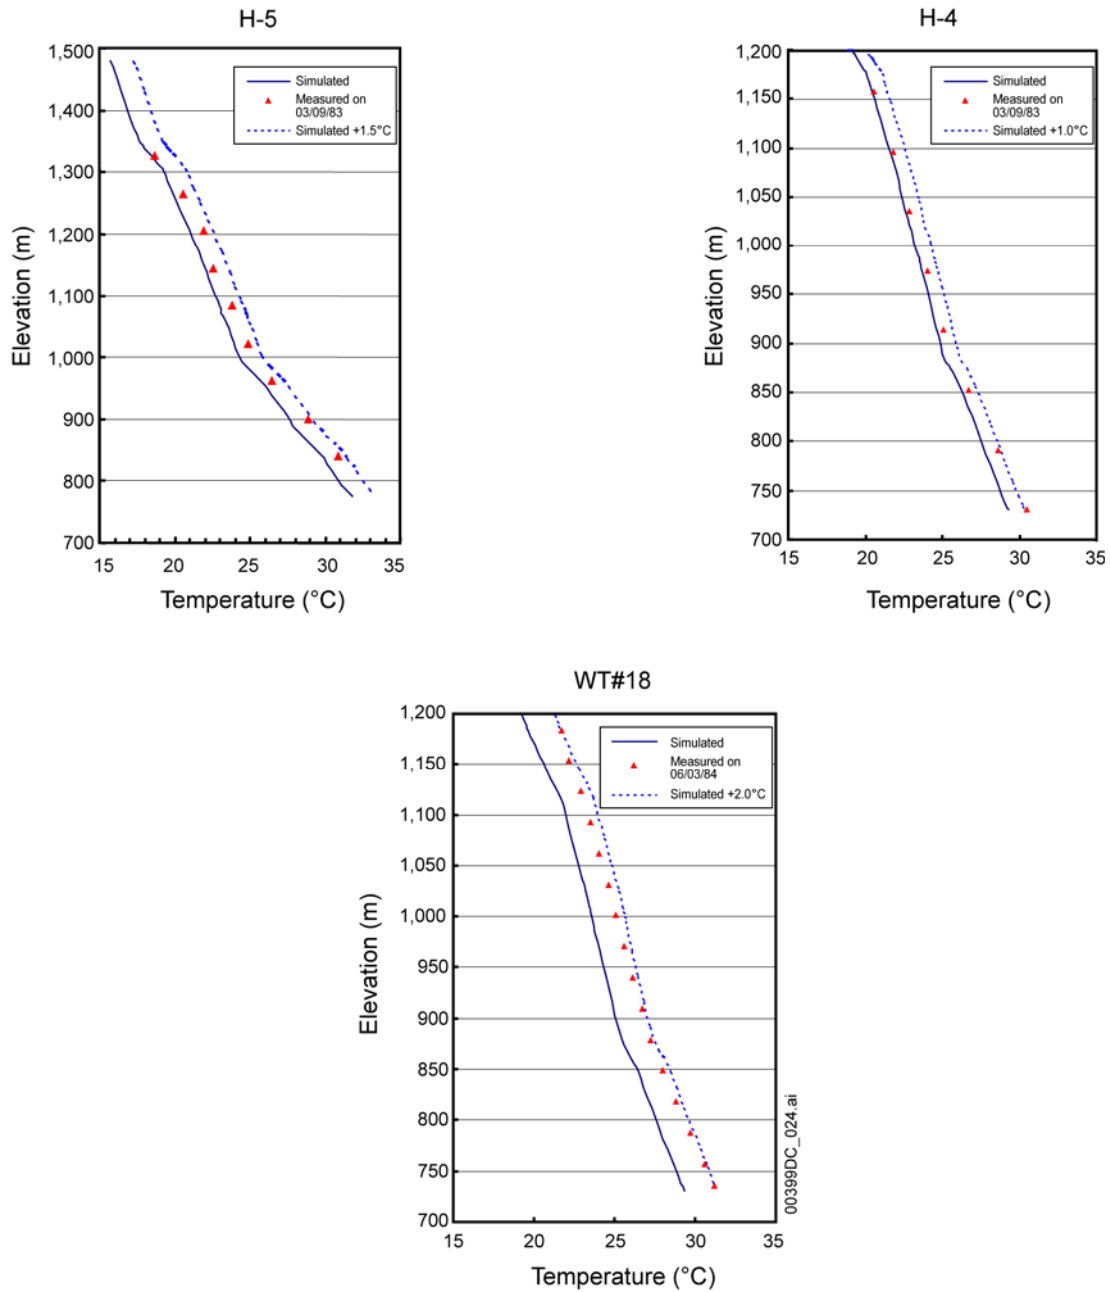 H-5
1,500
1,400
1,300
1,200
1,100
1,000
900
800
700
Elevation (m)
15
20
25
30
35
Temperature (°C)
Simulated
Measured on
03/09/83
Simulated +1.5°C
H-4
1,200
1,150
1,100
1,050
1,000
950
900
850
800
750
700
Elevation (m)
15
20
25
30
35
Temperature (°C)
Simulated
Measured on
03/09/83
Simulated +1.0°C
WT#18
1,200
1,150
1,100
1,050
1,000
950
900
850
800
750
700
Elevation (m)
15
20
25
30
35
Temperature (°C)
Simulated
Measured on
06/03/84
Simulated +2.0°C
00399DC_024.ai